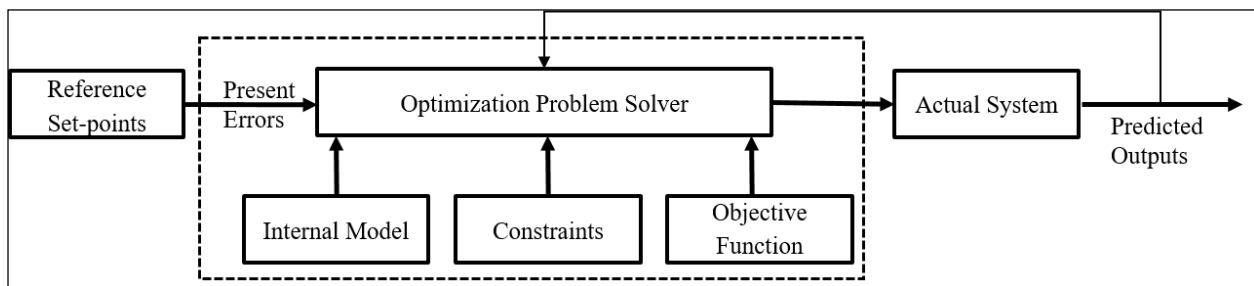 Reference
Set-points
Present
Errors
Optimization Problem Solver
Actual System
Predicted
Outputs
Internal Model
Constraints
Objective
Function